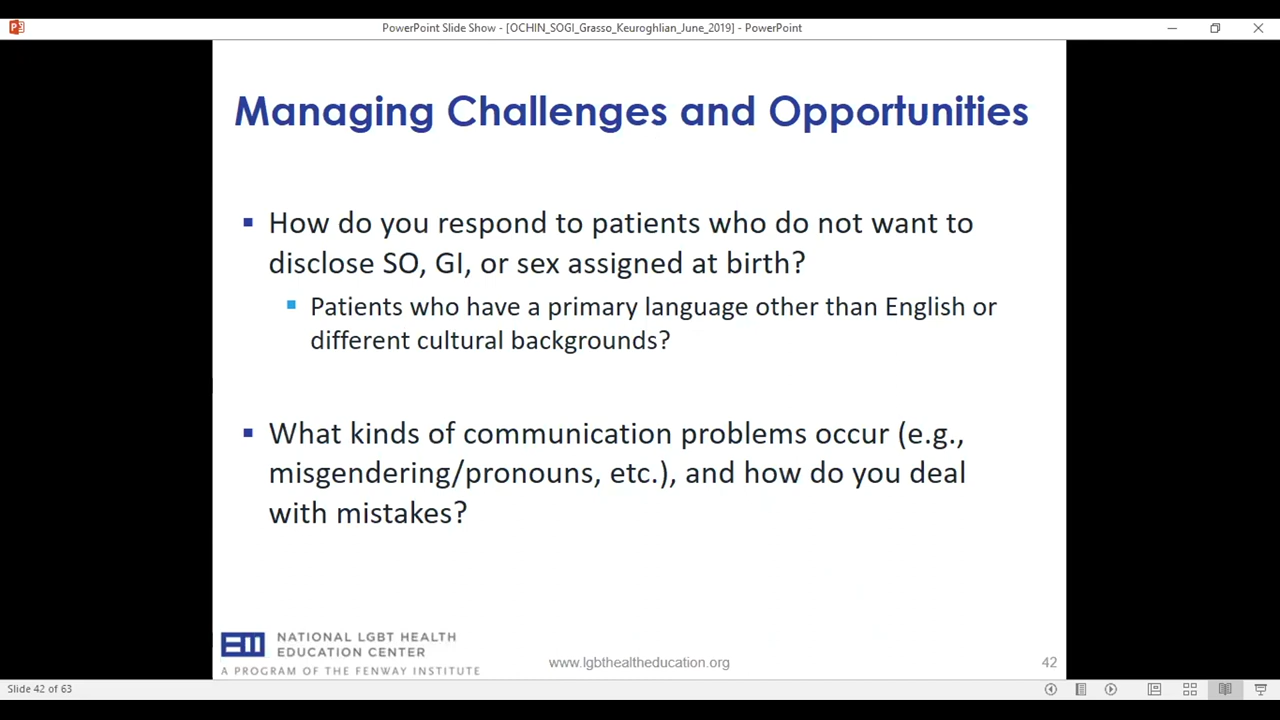 PowerPoint Slide Show - [OCHIN_SOGI_Grasso_Keuroghlian_June_2019] - PowerPoint
Managing Challenges and Opportunities
How do you respond to patients who do not want to
disclose SO, GI, or sex assigned at birth?
Patients who have a primary language other than English or
different cultural backgrounds?
What kinds of communication problems occur (e.g.,
misgendering/pronouns, etc.), and how do you deal
with mistakes?
NATIONAL LGBT HEALTH
EDUCATION CENTER
A PROGRAM OF THE FENWAY INSTITUTE
www.lgbthealtheducation.org
42
Slide 42 of 63